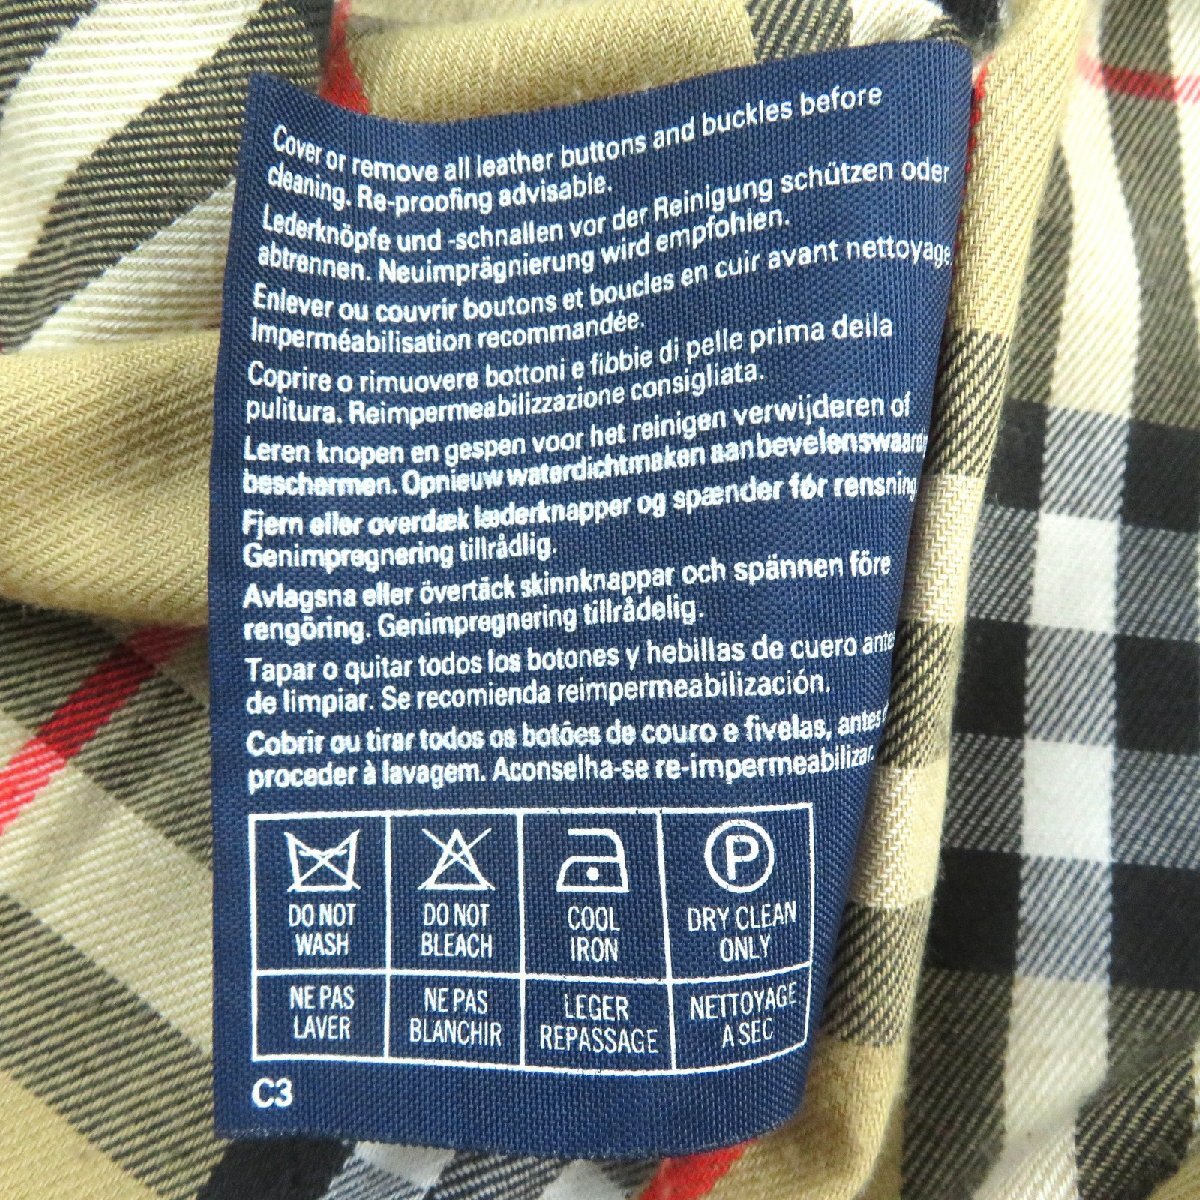 Cover or remove all leather buttons and buckles before
cleaning. Re-proofing advisable.
Lederknöpfe und -schnallen vor der Reinigung schützen oder
abtrennen. Neuimprägnierung wird empfohlen.
Enlever ou couvrir boutons et boucles en cuir avant nettoyage.
Imperméabilisation recommandée.
Coprire o rimuovere bottoni e fibbie di pelle prima della
pulitura. Reimpermeabilizzazione consigliata.
Leren knopen en gespen voor het reinigen verwijderen of
beschermen. Opnieuw waterdichtmaken
Fjern eller overdæk læderknapper og spænder før rensning
Genimprægnering tillrådlig.
Avlagsna eller övertäck skinnknappar och spännen före
rengöring. Genimpregnering tillrådelig.
Tapar o quitar todos los botones y hebillas de cuero ante
de limpiar. Se recomienda reimpermeabilización.
Cobrir ou tirar todos os botões de couro e fivelas, antes
proceder à lavagem. Aconselha-se re-impermeabilizar.
P
DO NOT
WASH
DO NOT
BLEACH
COOL
IRON
DRY CLEAN
ONLY
NE PAS
LAVER
NE PAS
BLANCHIR
LEGER
REPASSAGE
NETTOYAGE
A SEC
C3